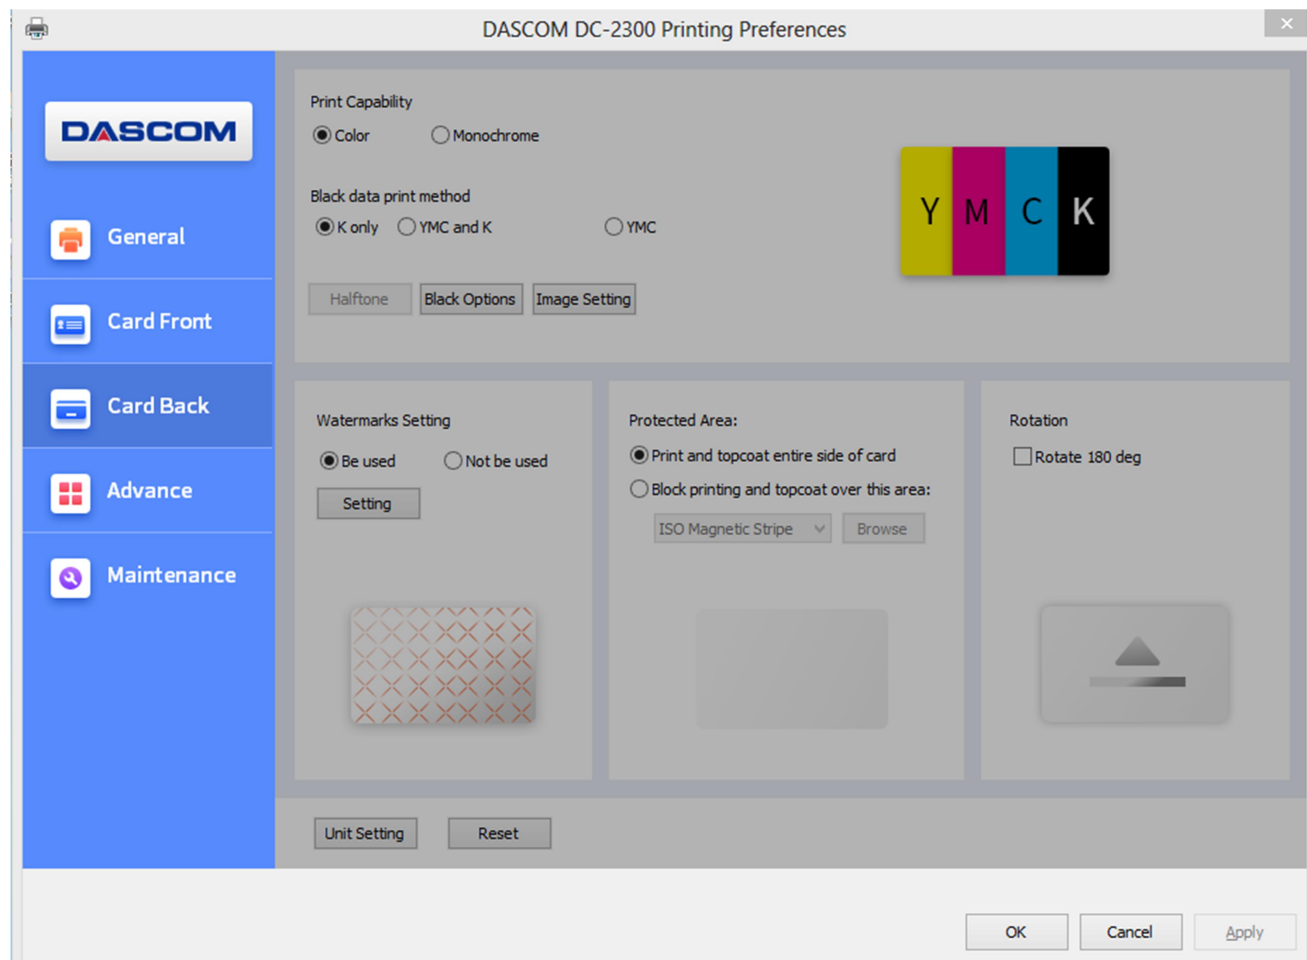 DASCOM DC-2300 Printing Preferences
DASCOM
General
Card Front
Card Back
Advance
Maintenance
Print Capability
Color Monochrome
Black data print method
K only YMC and K YMC
Halftone Black Options Image Setting
Y M C K
Watermarks Setting
Be used Not be used
Setting
Protected Area:
Print and topcoat entire side of card
Block printing and topcoat over this area:
ISO Magnetic Stripe Browse
Rotation
Rotate 180 deg
Unit Setting Reset
OK Cancel Apply